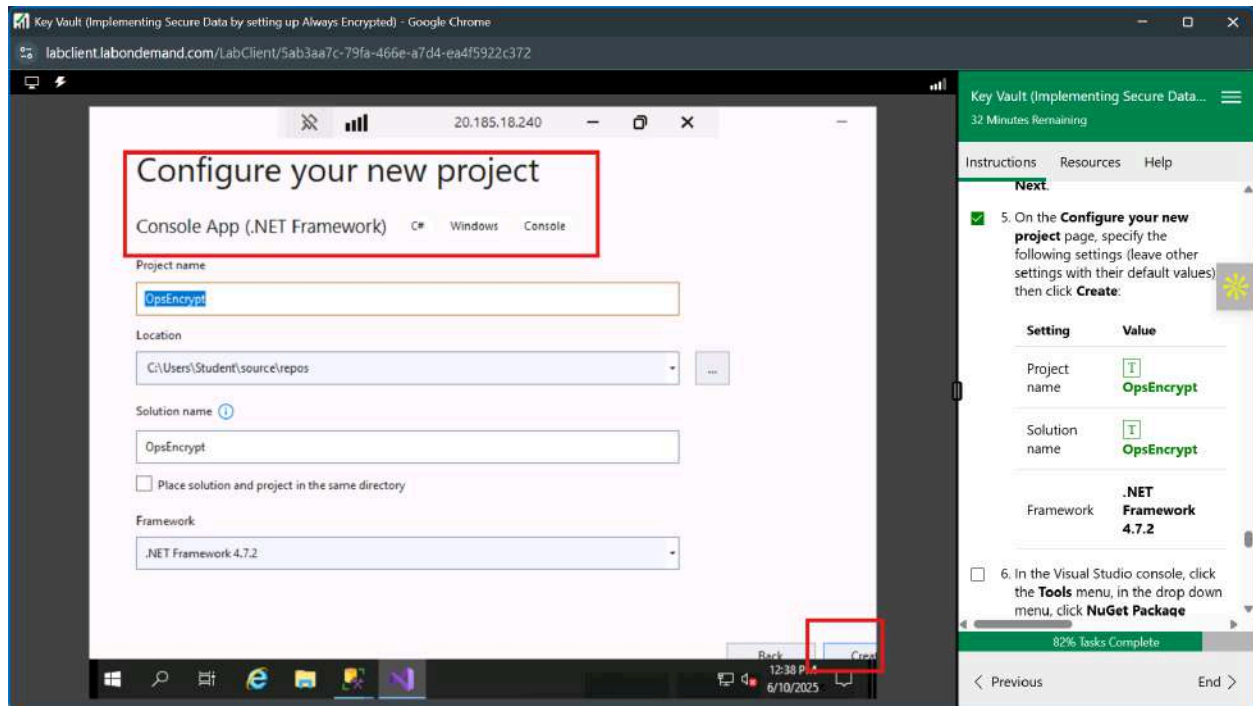 Key Vault (Implementing Secure Data by setting up Always Encrypted) - Google Chrome
labclient.labondemand.com/LabClient/5ab3aa7c-79fa-466e-a7d4-ea4f5922c372
20.185.18.240
Configure your new project
Console App (.NET Framework) C# Windows Console
Project name
OpsEncrypt
Location
C:\Users\Student\source\repos
...
Solution name
OpsEncrypt
Place solution and project in the same directory
Framework
.NET Framework 4.7.2
Back
Creat
12:38 PM
6/10/2025
Key Vault (Implementing Secure Data...
32 Minutes Remaining
Instructions Resources Help
Next.
5. On the Configure your new
project page, specify the
following settings (leave other
settings with their default values)
then click Create:
Setting Value
Project
name
T
OpsEncrypt
Solution
name
T
OpsEncrypt
Framework
.NET
Framework
4.7.2
6. In the Visual Studio console, click
the Tools menu, in the drop down
menu, click NuGet Package
82% Tasks Complete
Previous
End